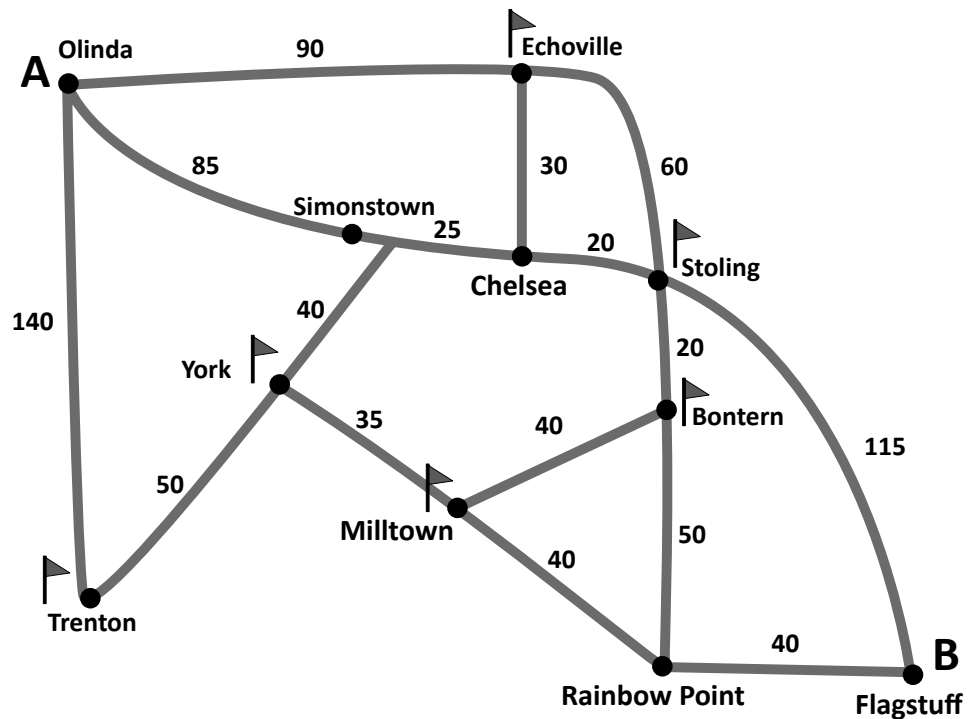 Olinda
A
90
Echoville
85
30
60
Simonstown
25
20
Stoling
Chelsea
140
40
20
York
Bontern
35
40
115
50
Milltown
50
40
Trenton
40
B
Rainbow Point
Flagstuff